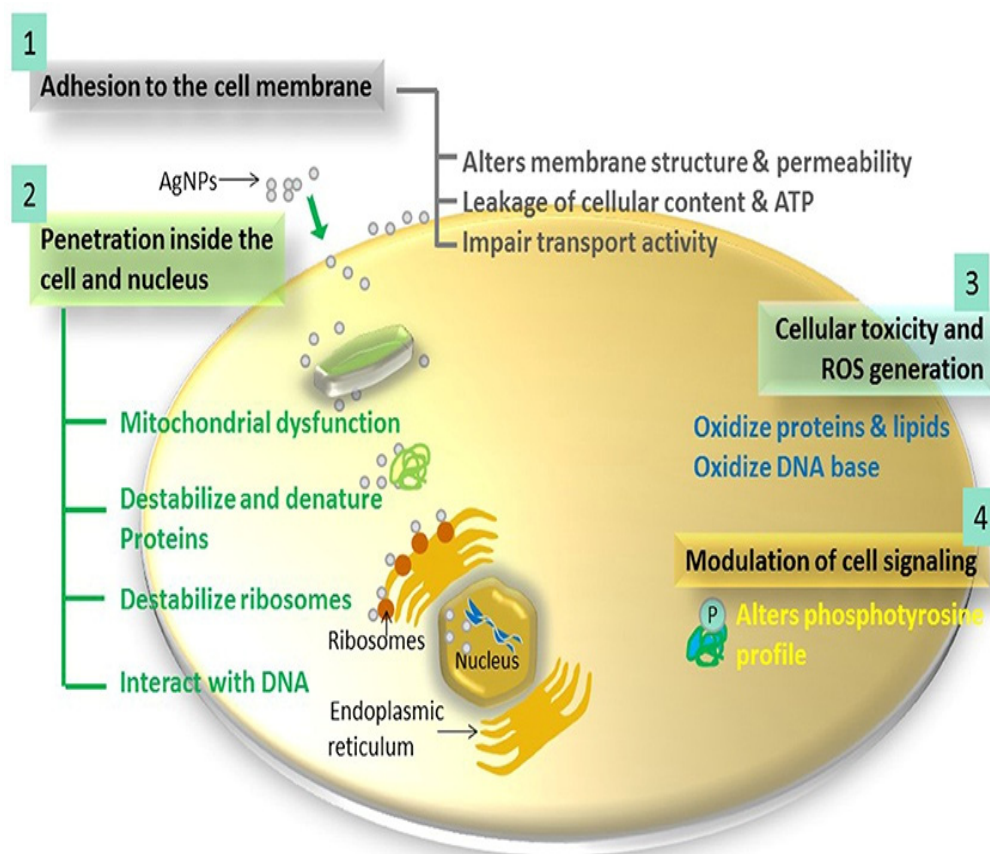 1
Adhesion to the cell membrane
Alters membrane structure & permeability
Leakage of cellular content & ATP
Impair transport activity
AgNPs
2
Penetration inside the
cell and nucleus
Mitochondrial dysfunction
Destabilize and denature
Proteins
Destabilize ribosomes
Interact with DNA
Ribosomes
Nucleus
Endoplasmic
reticulum
3
Cellular toxicity and
ROS generation
Oxidize proteins & lipids
Oxidize DNA base
4
Modulation of cell signaling
P
Alters phosphotyrosine
profile